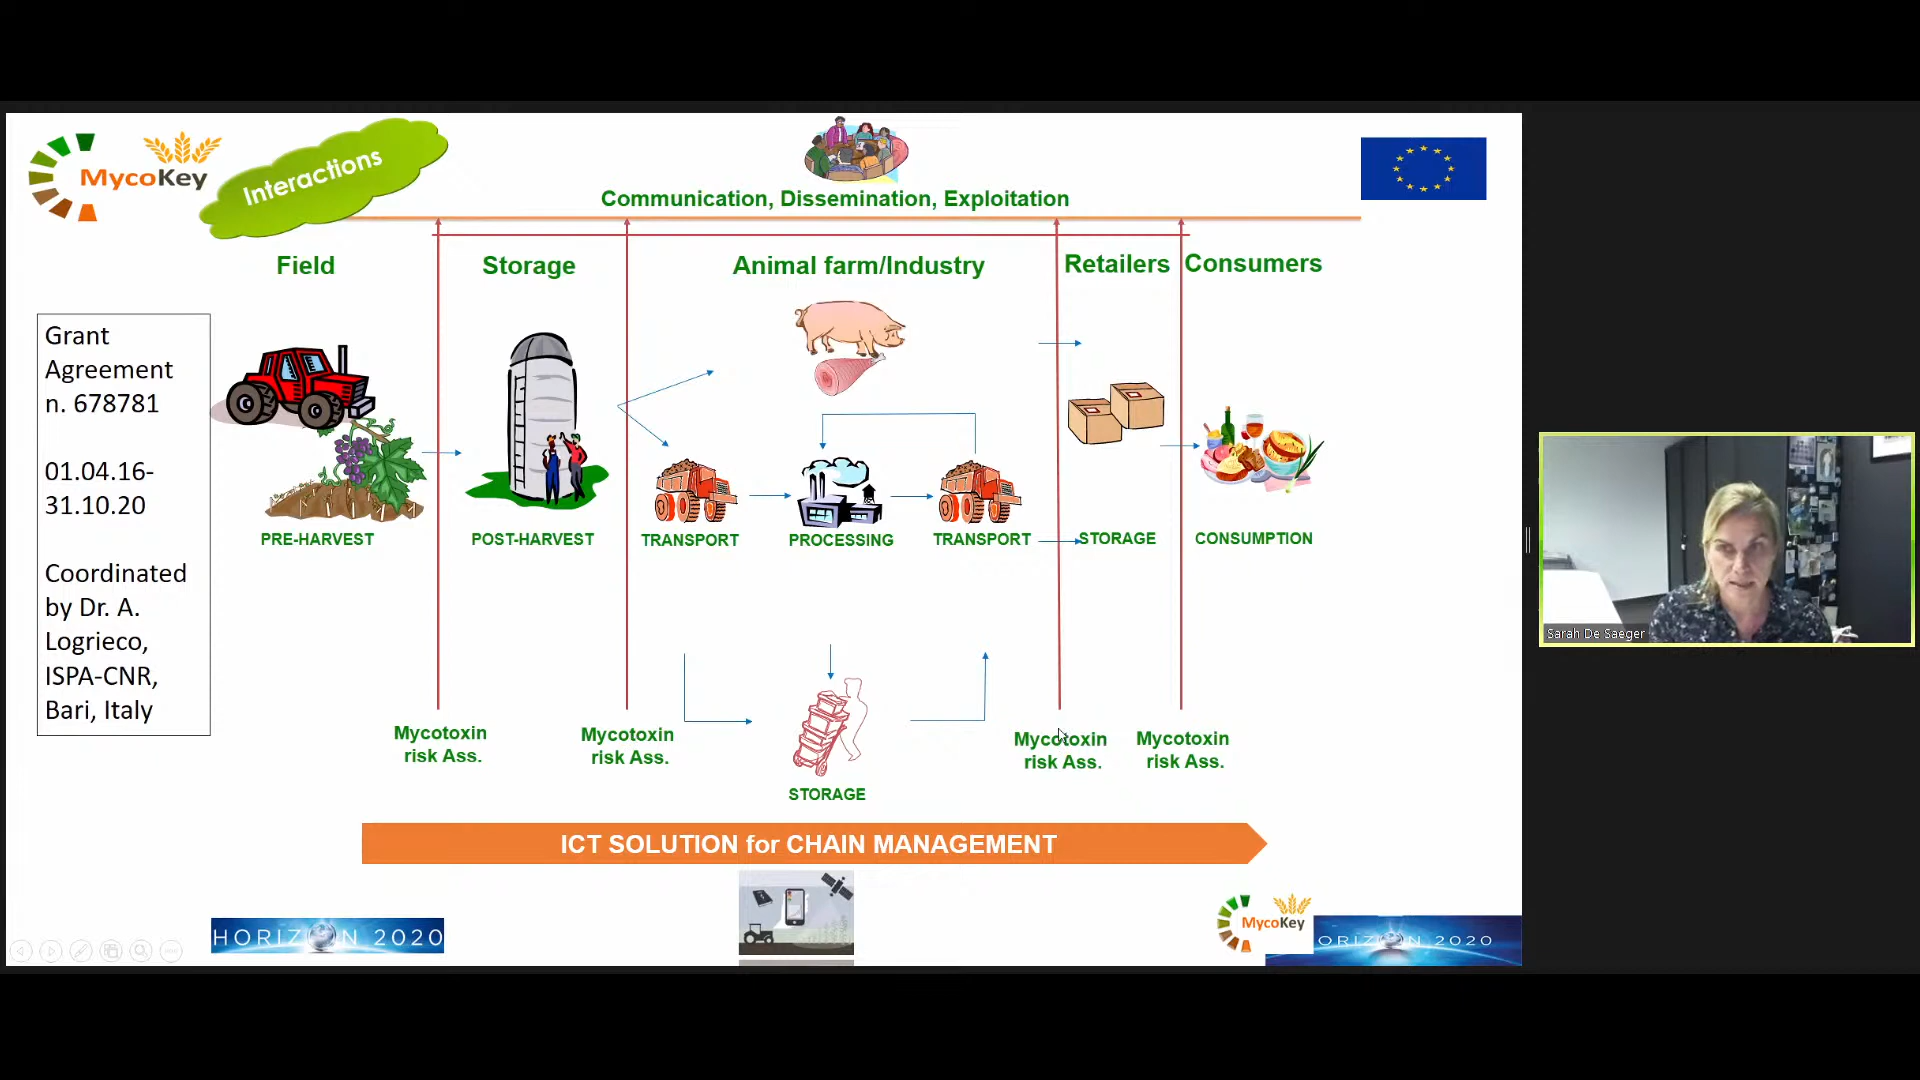 MycoKey
Interactions
Communication, Dissemination, Exploitation
Field
Storage
Animal farm/Industry
Retailers
Consumers
Grant
Agreement
n. 678781
01.04.16-
31.10.20
Coordinated
by Dr. A.
Logrieco,
ISPA-CNR,
Bari, Italy
PRE-HARVEST
POST-HARVEST
TRANSPORT
PROCESSING
TRANSPORT
STORAGE
CONSUMPTION
Mycotoxin
risk Ass.
Mycotoxin
risk Ass.
Mycotoxin
risk Ass.
Mycotoxin
risk Ass.
STORAGE
ICT SOLUTION for CHAIN MANAGEMENT
HORIZON 2020
MycoKey
ORIZON 2020
Sarah De Saeger